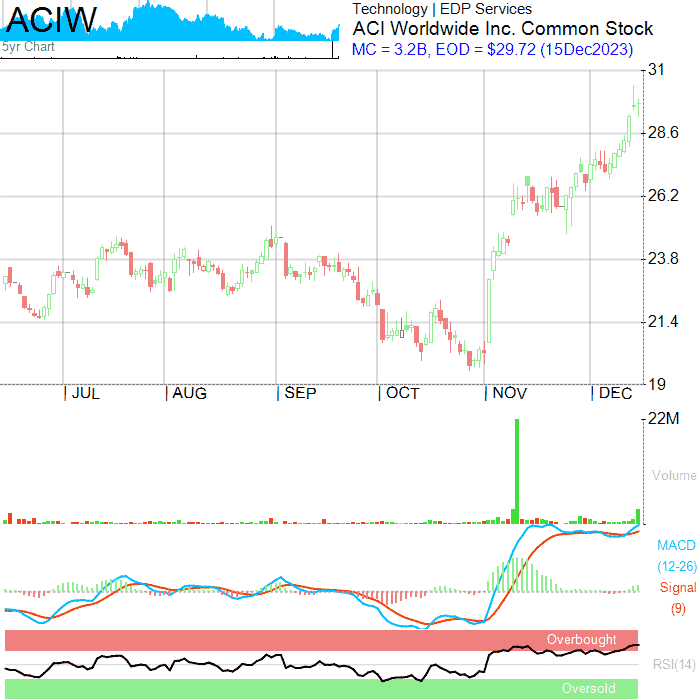 ACIW
5yr Chart
Technology | EDP Services
ACI Worldwide Inc. Common Stock
MC = 3.2B, EOD = $29.72 (15Dec2023)
31
28.6
26.2
23.8
21.4
19
| JUL | AUG | SEP | OCT | NOV | DEC
22M
Volume
MACD
(12-26)
Signal
(9)
Overbought
RSI(14)
Oversold